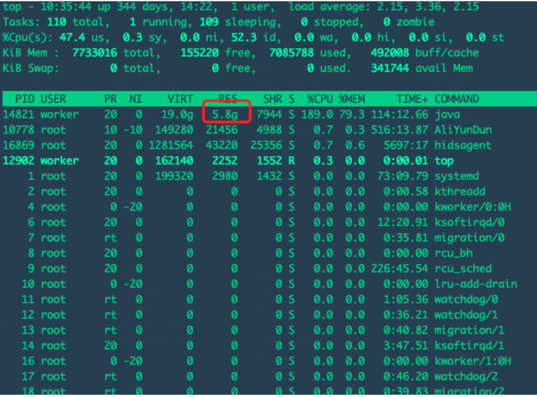 top - 10:35:44 up 344 days, 14:22,  1 user,  load average: 2.15, 3.36, 2.15
Tasks: 110 total,   1 running, 109 sleeping,   0 stopped,   0 zombie
%Cpu(s): 47.4 us,  0.3 sy,  0.0 ni, 52.3 id,  0.0 wa,  0.0 hi,  0.0 si,  0.0 st
KiB Mem :  7733016 total,   155220 free,  7085788 used,   492008 buff/cache
KiB Swap:        0 total,        0 free,        0 used.   341744 avail Mem
PID USER PR NI VIRT RES SHR S %CPU %MEM TIME+ COMMAND
14821 worker 20 0 19.0g 5.8g 7944 S 189.0 79.3 114:12.66 java
10778 root 10 -10 149280 21456 4988 S 0.7 0.3 516:13.87 AliYunDun
16869 root 20 0 1281564 43220 25356 S 0.7 0.6 5697:17 hidsagent
12902 worker 20 0 162140 2252 1552 R 0.3 0.0 0:00.01 top
1 root 20 0 199320 2980 1432 S 0.0 0.0 73:09.79 systemd
2 root 20 0 0 0 0 S 0.0 0.0 0:00.58 kthreadd
4 root 0 -20 0 0 0 S 0.0 0.0 0:00.00 kworker/0:0H
6 root 20 0 0 0 0 S 0.0 0.0 12:20.91 ksoftirqd/0
7 root rt 0 0 0 0 S 0.0 0.0 0:35.81 migration/0
8 root 20 0 0 0 0 S 0.0 0.0 0:00.00 rcu_bh
9 root 20 0 0 0 0 S 0.0 0.0 226:45.54 rcu_sched
10 root 0 -20 0 0 0 S 0.0 0.0 0:00.00 lru-add-drain
11 root rt 0 0 0 0 S 0.0 0.0 1:05.36 watchdog/0
12 root rt 0 0 0 0 S 0.0 0.0 0:36.21 watchdog/1
13 root rt 0 0 0 0 S 0.0 0.0 0:40.82 migration/1
14 root 20 0 0 0 0 S 0.0 0.0 3:47.51 ksoftirqd/1
16 root 0 -20 0 0 0 S 0.0 0.0 0:00.00 kworker/1:0H
17 root rt 0 0 0 0 S 0.0 0.0 0:46.20 watchdog/2
18 root rt 0 0 0 0 S 0.0 0.0 0:39.83 migration/2